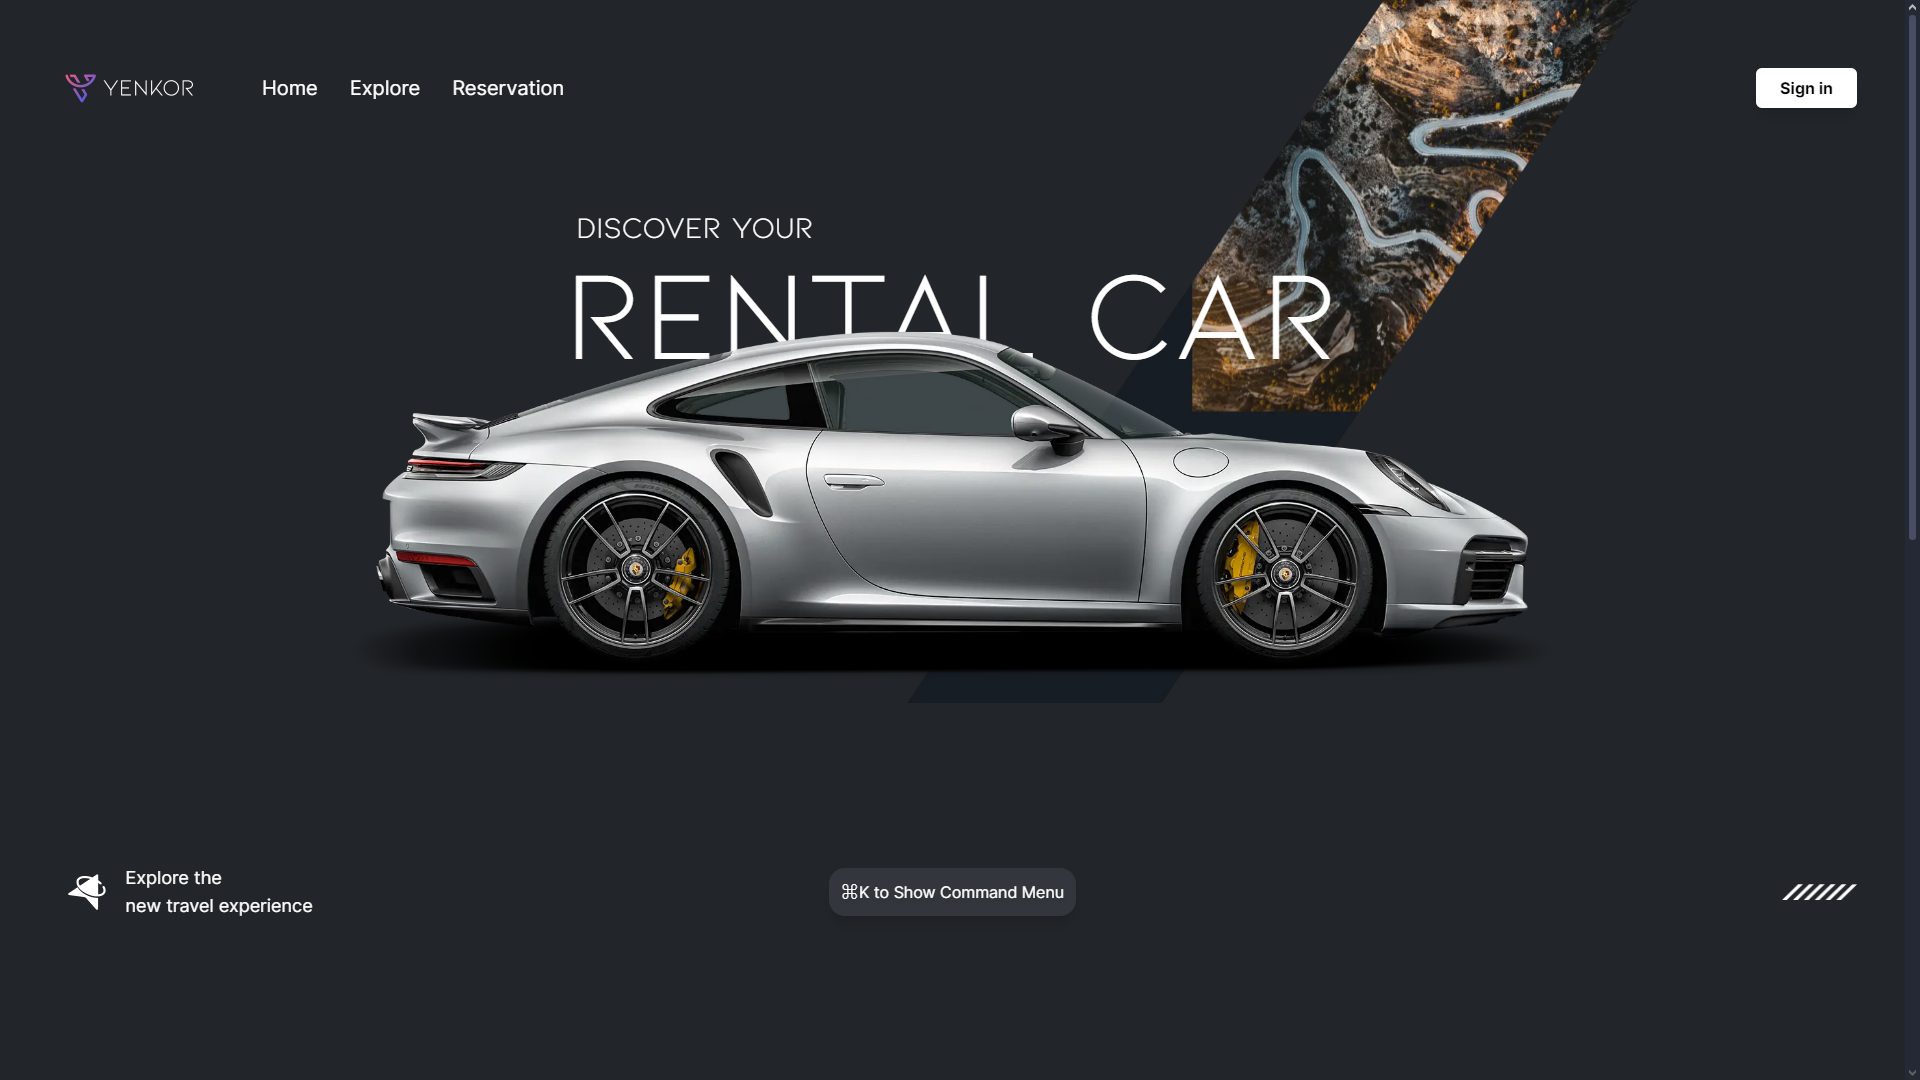 YENKOR
Home
Explore
Reservation
Sign in
DISCOVER YOUR
RENTAL CAR
Explore the
new travel experience
⌘K to Show Command Menu